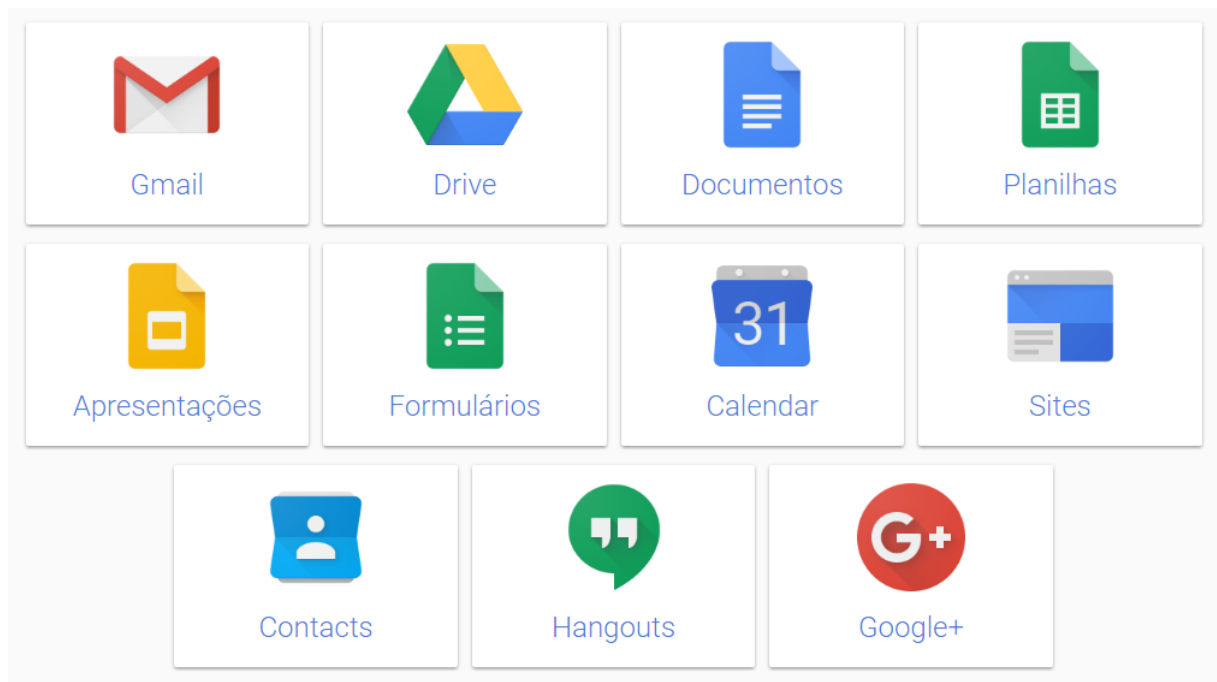 Gmail
Drive
Documentos
Planilhas
Apresentações
Formulários
31
Calendar
Sites
Contacts
Hangouts
G+
Google+